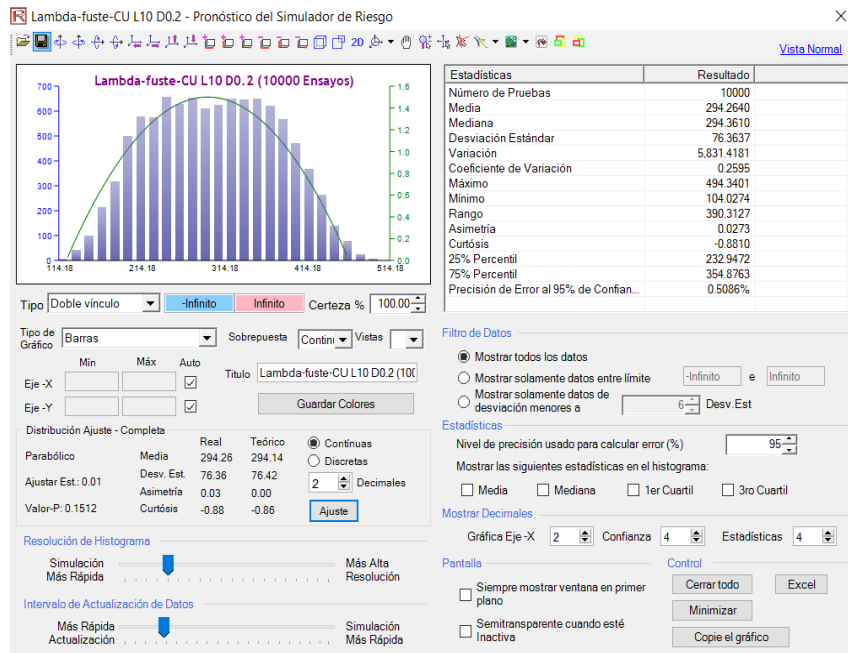 Lambda-fuste-CU L10 D0.2 - Pronóstico del Simulador de Riesgo
2D
Vista Normal
Lambda-fuste-CU L10 D0.2 (10000 Ensayos)
700
600
500
400
300
200
100
0
1.6
1.4
1.2
1.0
0.8
0.6
0.4
0.2
0.0
114.18 214.18 314.18 414.18 514.18
Estadísticas Resultado
Número de Pruebas 10000
Media 294.2640
Mediana 294.3610
Desviación Estándar 76.3637
Variación 5,831.4181
Coeficiente de Variación 0.2595
Máximo 494.3401
Mínimo 104.0274
Rango 390.3127
Asimetría 0.0273
Curtósis -0.8810
25% Percentil 232.9472
75% Percentil 354.8763
Precisión de Error al 95% de Confian... 0.5086%
Tipo Doble vínculo -Infinito Infinito Certeza % 100.00
Tipo de Gráfico Barras Sobrepuesta Continu Vistas
Mín Máx Auto
Eje -X
Eje -Y
Titulo Lambda-fuste-CU L10 D0.2 (100
Guardar Colores
Distribución Ajuste - Completa
Real Teórico
Parabólico Media 294.26 294.14
Ajustar Est.: 0.01 Desv. Est. 76.36 76.42
Asimetría 0.03 0.00
Valor-P: 0.1512 Curtósis -0.88 -0.86
Contínuas
Discretas
2 Decimales
Ajuste
Resolución de Histograma
Simulación Más Rápida
Más Alta Resolución
Intervalo de Actualización de Datos
Más Rápida Actualización
Simulación Más Rápida
Filtro de Datos
Mostrar todos los datos
Mostrar solamente datos entre límite -Infinito e Infinito
Mostrar solamente datos de desviación menores a 6 Desv.Est
Estadísticas
Nivel de precisión usado para calcular error (%) 95
Mostrar las siguientes estadísticas en el histograma:
Media Mediana 1er Cuartil 3ro Cuartil
Mostrar Decimales
Gráfica Eje -X 2 Confianza 4 Estadísticas 4
Pantalla
Siempre mostrar ventana en primer plano
Semitransparente cuando esté Inactiva
Control
Cerrar todo Excel
Minimizar
Copie el gráfico